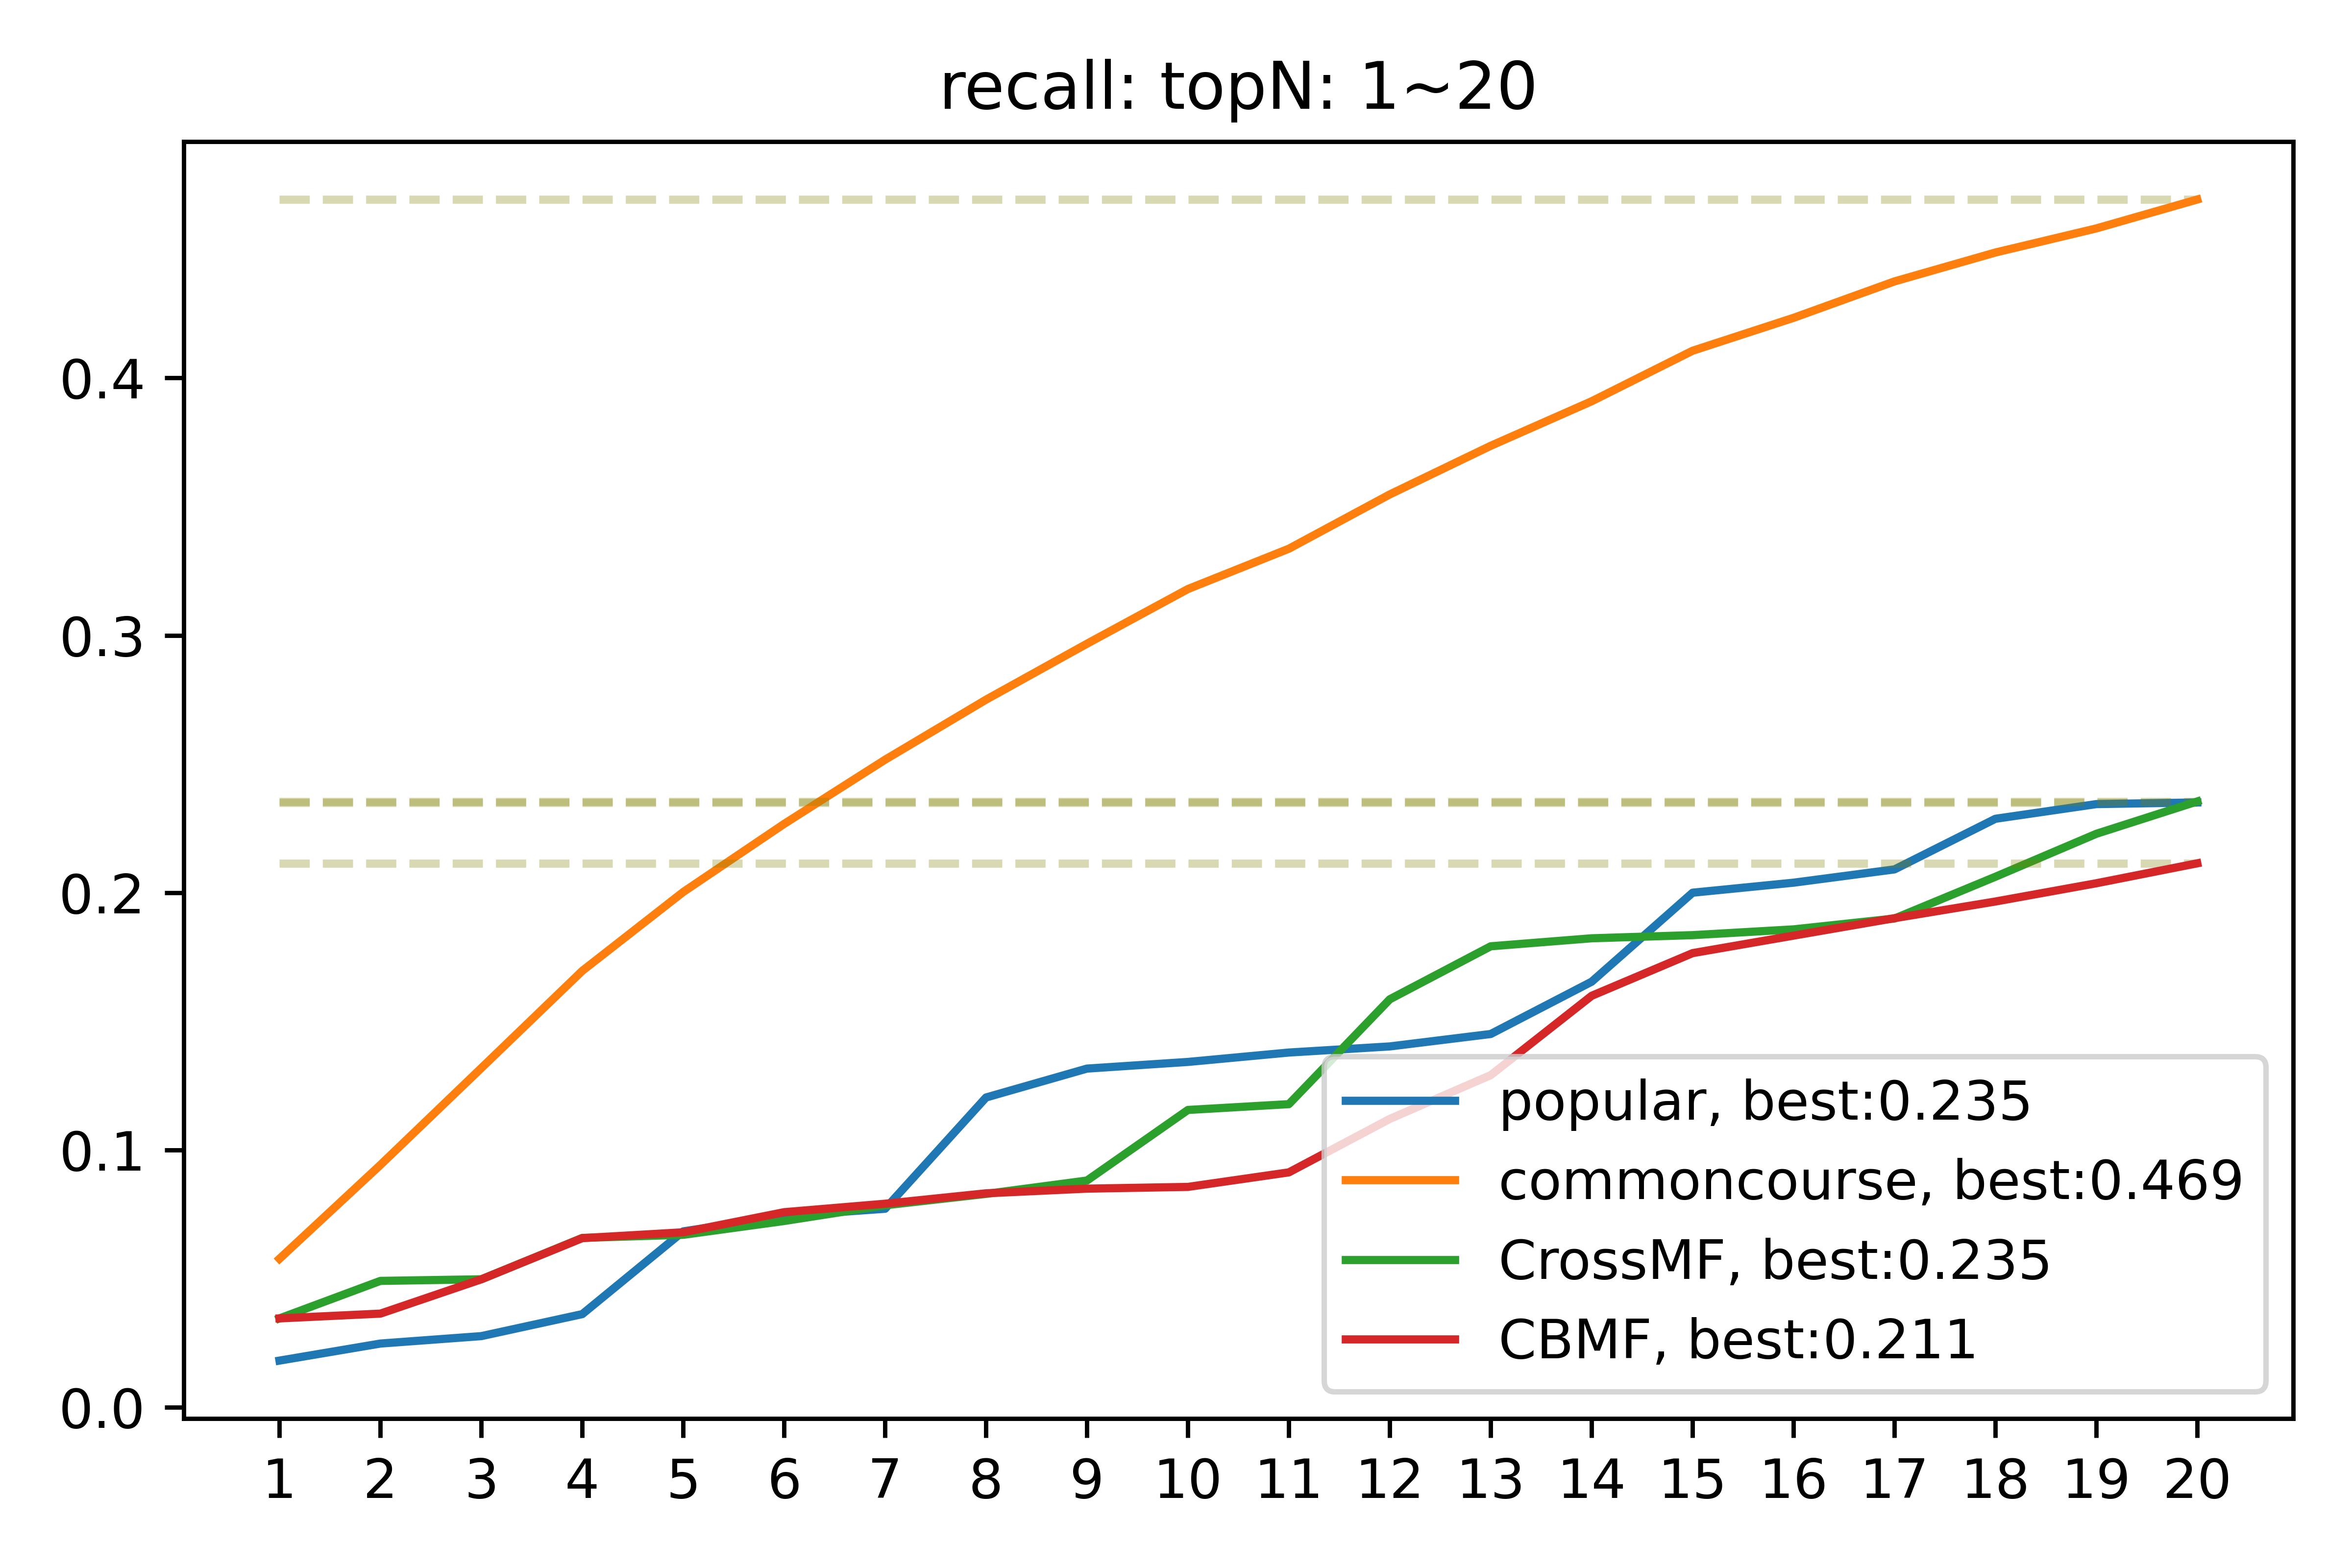 recall: topN: 1~20
0.4
0.3
0.2
0.1
0.0
popular, best:0.235
commoncourse, best:0.469
CrossMF, best:0.235
CBMF, best:0.211
1 2 3 4 5 6 7 8 9 10 11 12 13 14 15 16 17 18 19 20